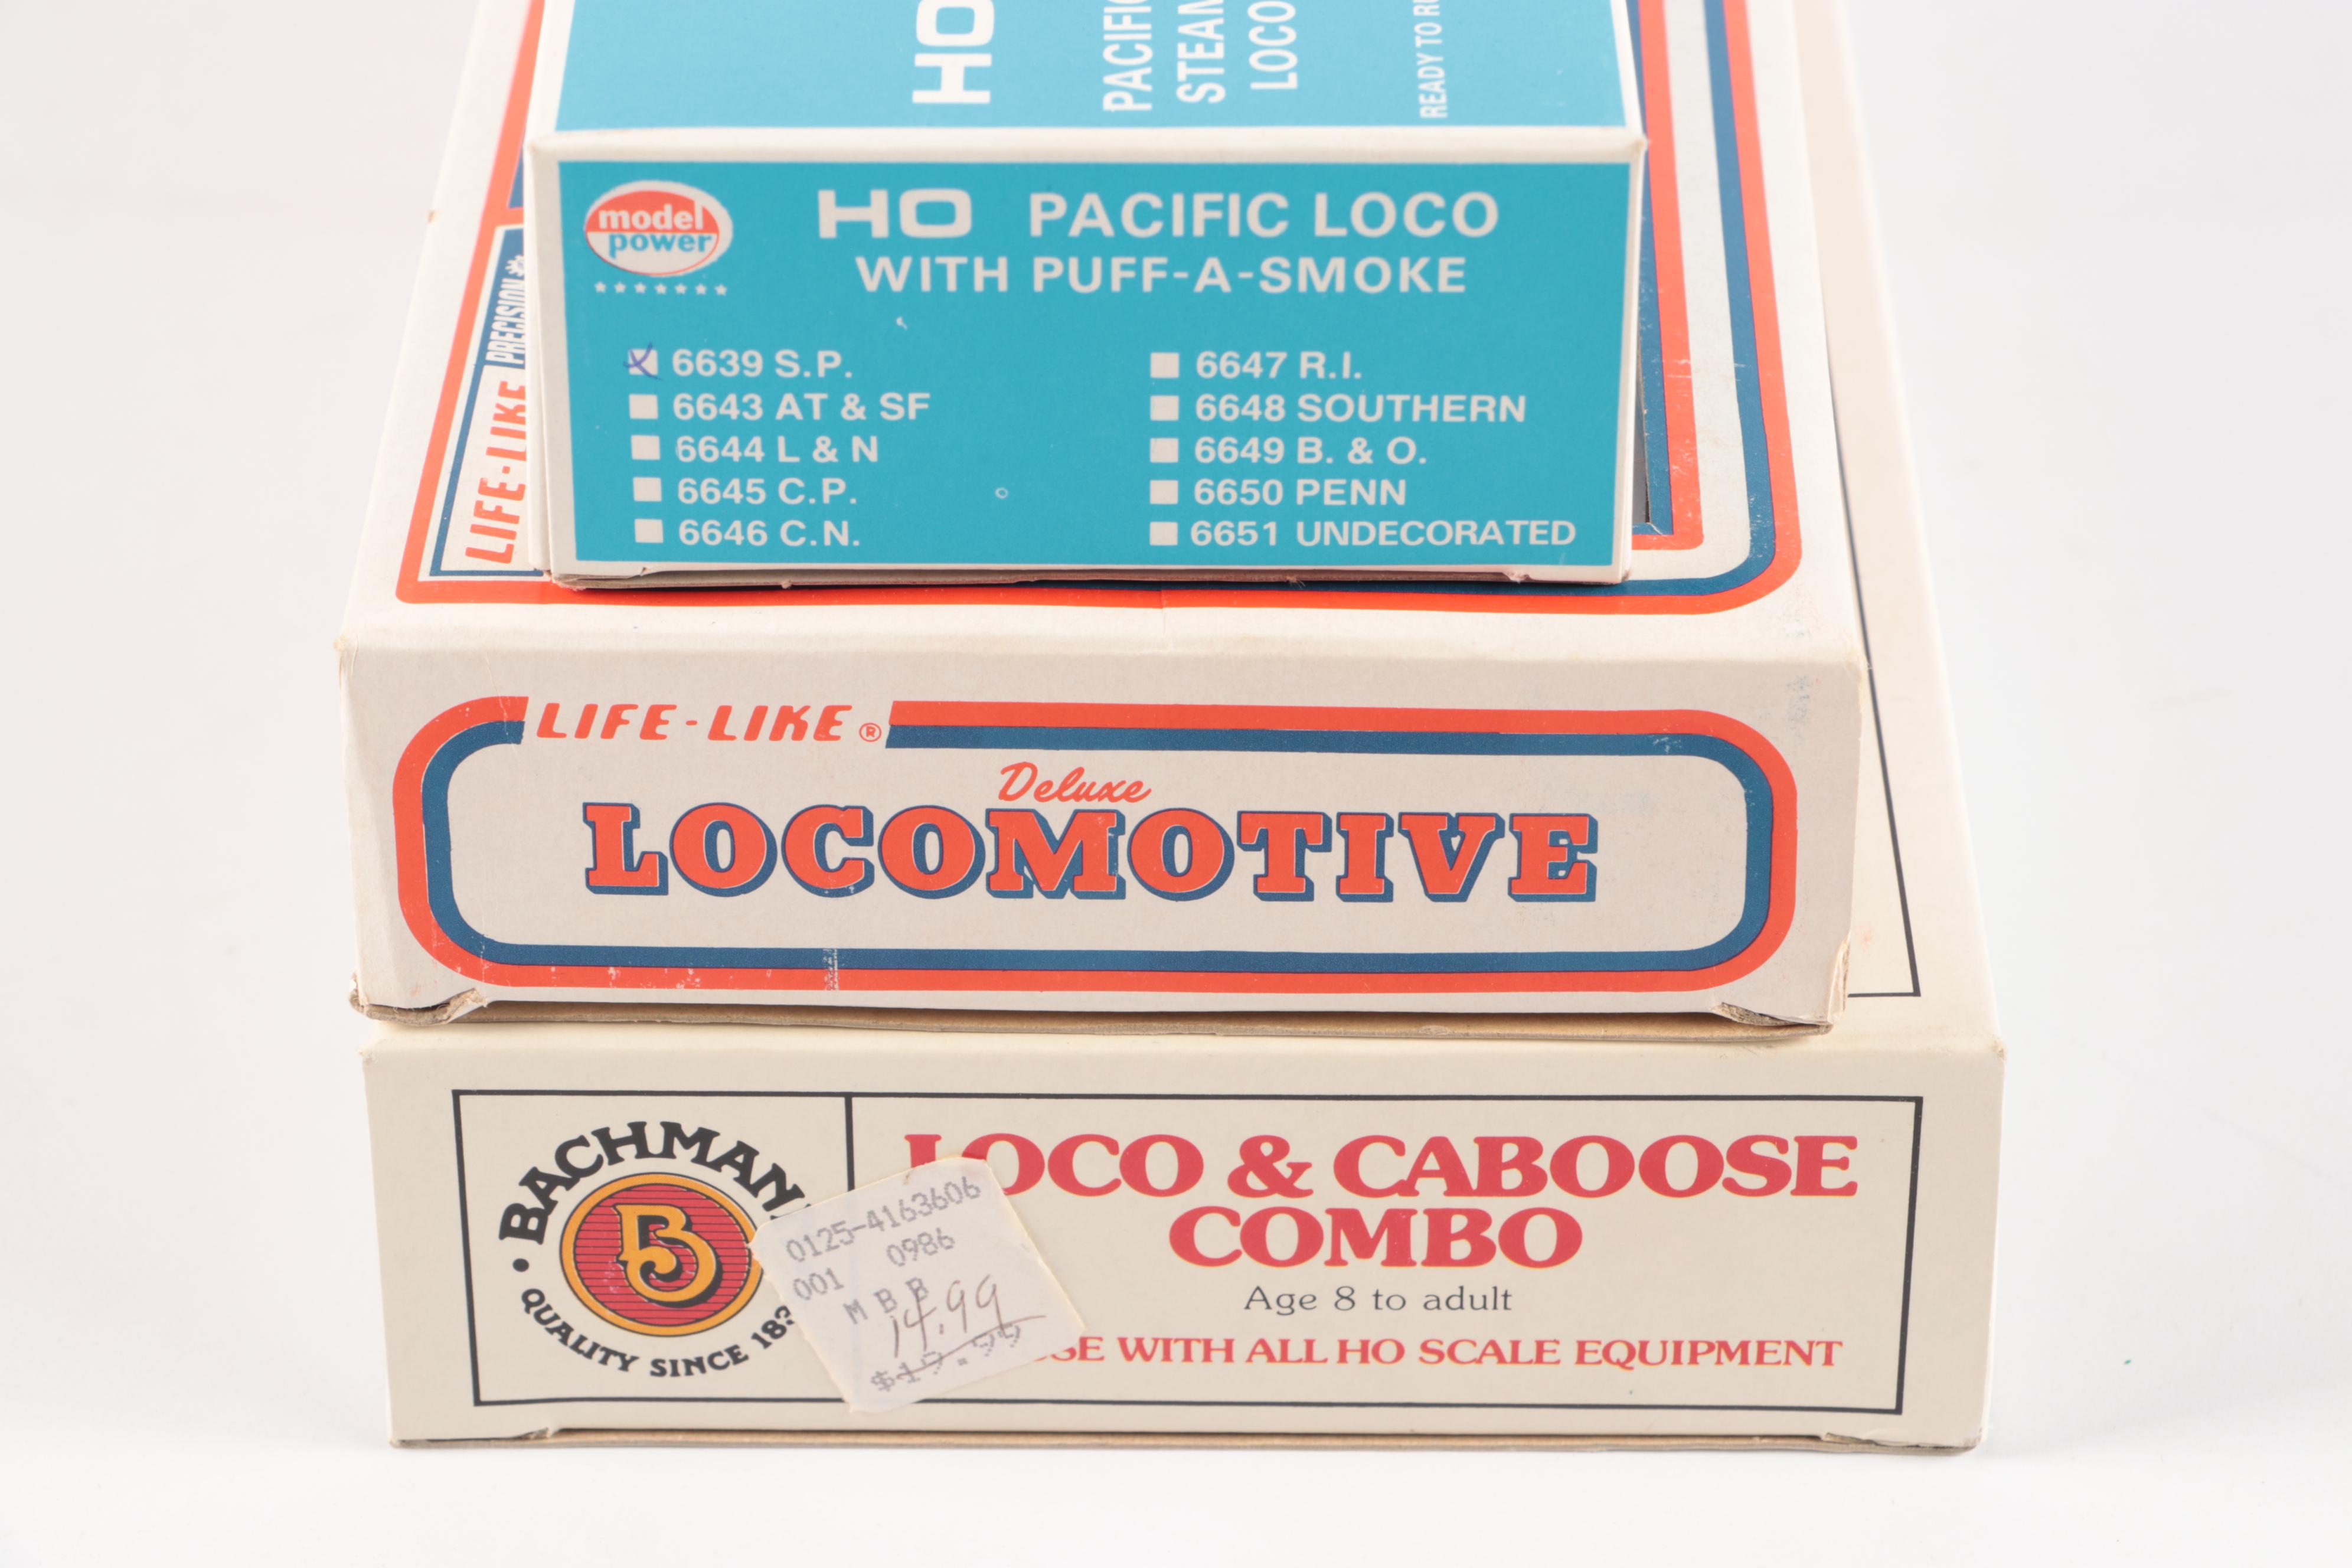 HO
PACIFIC
STEAM
LOCO
READY TO
model
power
HO PACIFIC LOCO
WITH PUFF-A-SMOKE
6639 S.P.
6643 AT & SF
6644 L & N
6645 C.P.
6646 C.N.
6647 R.I.
6648 SOUTHERN
6649 B. & O.
6650 PENN
6651 UNDECORATED
LIFE-LIKE PRECISION
LIFE-LIKE®
Deluxe
LOCOMOTIVE
BACHMANN
B
• QUALITY SINCE
LOCO & CABOOSE
COMBO
Age 8 to adult
WITH ALL HO SCALE EQUIPMENT
0125-4163606
001 0986
M B B
14.99
$19.99